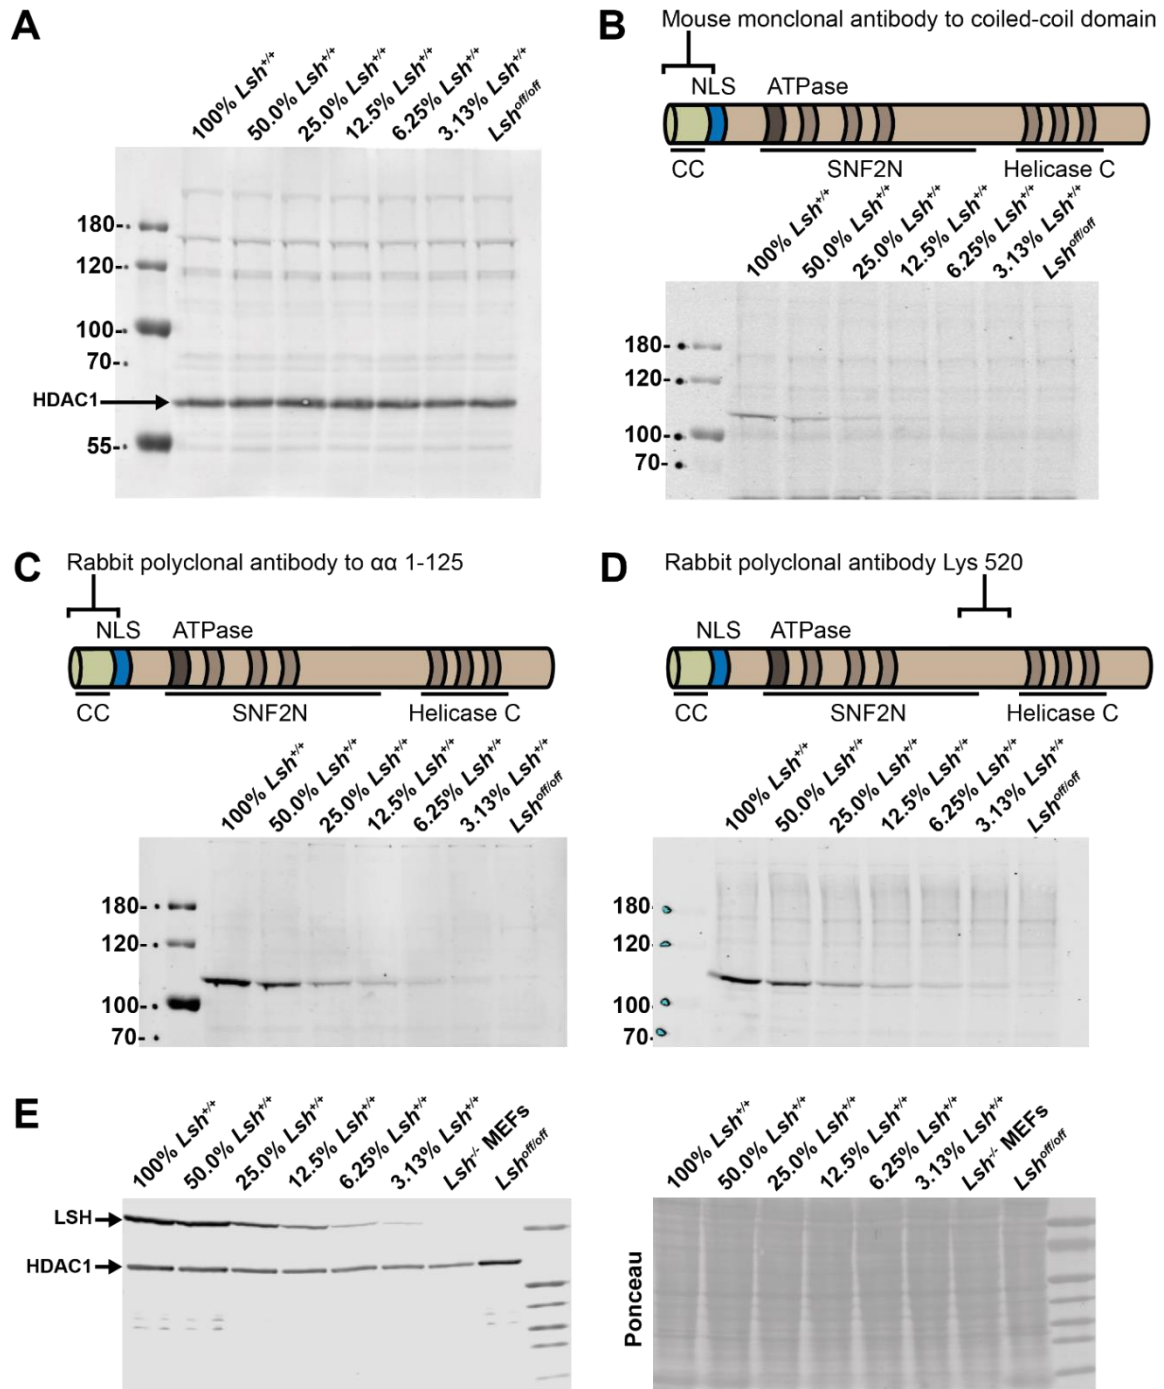 A
100% Lsh+/+
50.0% Lsh+/+
25.0% Lsh+/+
12.5% Lsh+/+
6.25% Lsh+/+
3.13% Lsh+/+
Lshoff/off
180-
120-
100-
70-
HDAC1
55-
B
Mouse monoclonal antibody to coiled-coil domain
NLS ATPase
CC SNF2N Helicase C
100% Lsh+/+
50.0% Lsh+/+
25.0% Lsh+/+
12.5% Lsh+/+
6.25% Lsh+/+
3.13% Lsh+/+
Lshoff/off
180-
120-
100-
70-
C
Rabbit polyclonal antibody to αα 1-125
NLS ATPase
CC SNF2N Helicase C
100% Lsh+/+
50.0% Lsh+/+
25.0% Lsh+/+
12.5% Lsh+/+
6.25% Lsh+/+
3.13% Lsh+/+
Lshoff/off
180-
120-
100-
70-
D
Rabbit polyclonal antibody Lys 520
NLS ATPase
CC SNF2N Helicase C
100% Lsh+/+
50.0% Lsh+/+
25.0% Lsh+/+
12.5% Lsh+/+
6.25% Lsh+/+
3.13% Lsh+/+
Lshoff/off
180-
120-
100-
70-
E
100% Lsh+/+
50.0% Lsh+/+
25.0% Lsh+/+
12.5% Lsh+/+
6.25% Lsh+/+
3.13% Lsh+/+
Lsh-/- MEFs
Lshoff/off
LSH
HDAC1
100% Lsh+/+
50.0% Lsh+/+
25.0% Lsh+/+
12.5% Lsh+/+
6.25% Lsh+/+
3.13% Lsh+/+
Lsh-/- MEFs
Lshoff/off
Ponceau